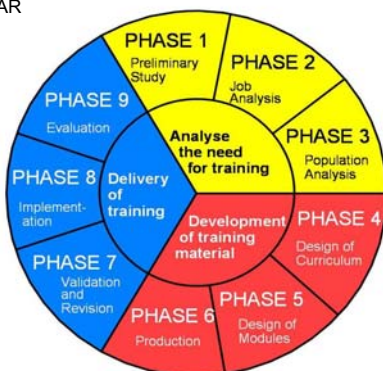 AR
PHASE 1
Preliminary
Study
PHASE 2
Job
Analysis
PHASE 3
Population
Analysis
PHASE 4
Design of
Curriculum
PHASE 5
Design of
Modules
PHASE 6
Production
PHASE 7
Validation
and
Revision
PHASE 8
Implement-
ation
PHASE 9
Evaluation
Analyse
the need
for training
Development
of training
material
Delivery
of
training